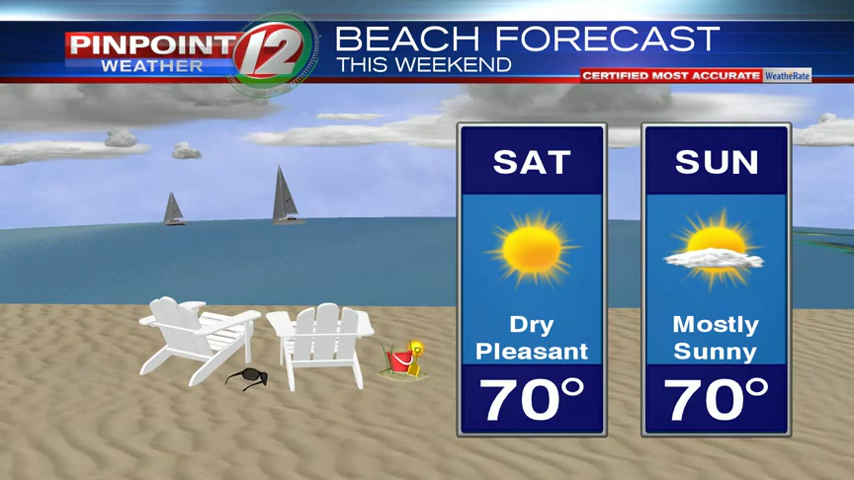 PINPOINT
WEATHER
12
BEACH FORECAST
THIS WEEKEND
CERTIFIED MOST ACCURATE
WeatheRate
SAT
Dry
Pleasant
70°
SUN
Mostly
Sunny
70°